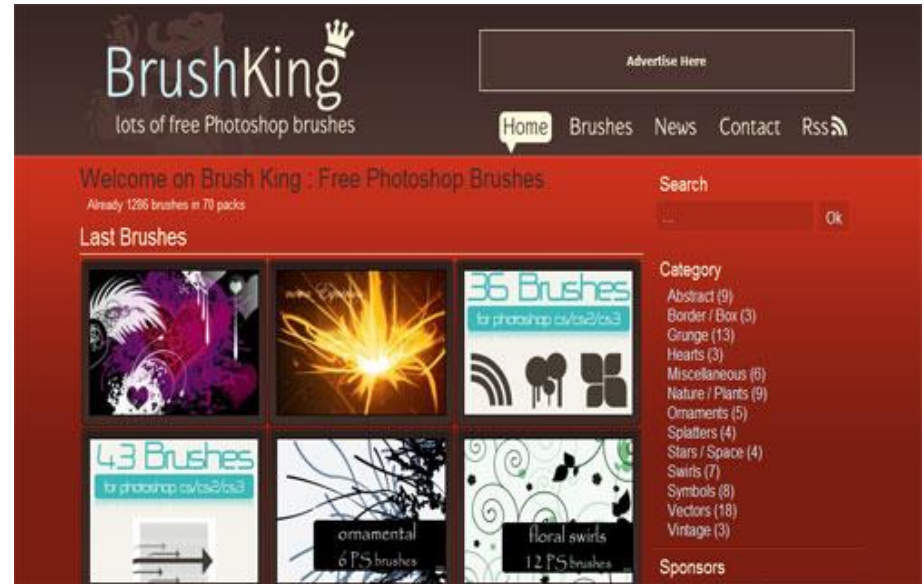 BrushKing
lots of free Photoshop brushes
Advertise Here
Home Brushes News Contact Rss
Welcome on Brush King : Free Photoshop Brushes
Already 1286 brushes in 70 packs
Last Brushes
36 Brushes
for photoshop cs/cs2/cs3
43 Brushes
for photoshop cs/cs2/cs3
ornamental
6 PS brushes
floral swirls
12 PS brushes
Search
...
Ok
Category
Abstract (9)
Border / Box (3)
Grunge (13)
Hearts (3)
Miscellaneous (6)
Nature / Plants (9)
Ornaments (5)
Splatters (4)
Stars / Space (4)
Swirls (7)
Symbols (8)
Vectors (18)
Vintage (3)
Sponsors